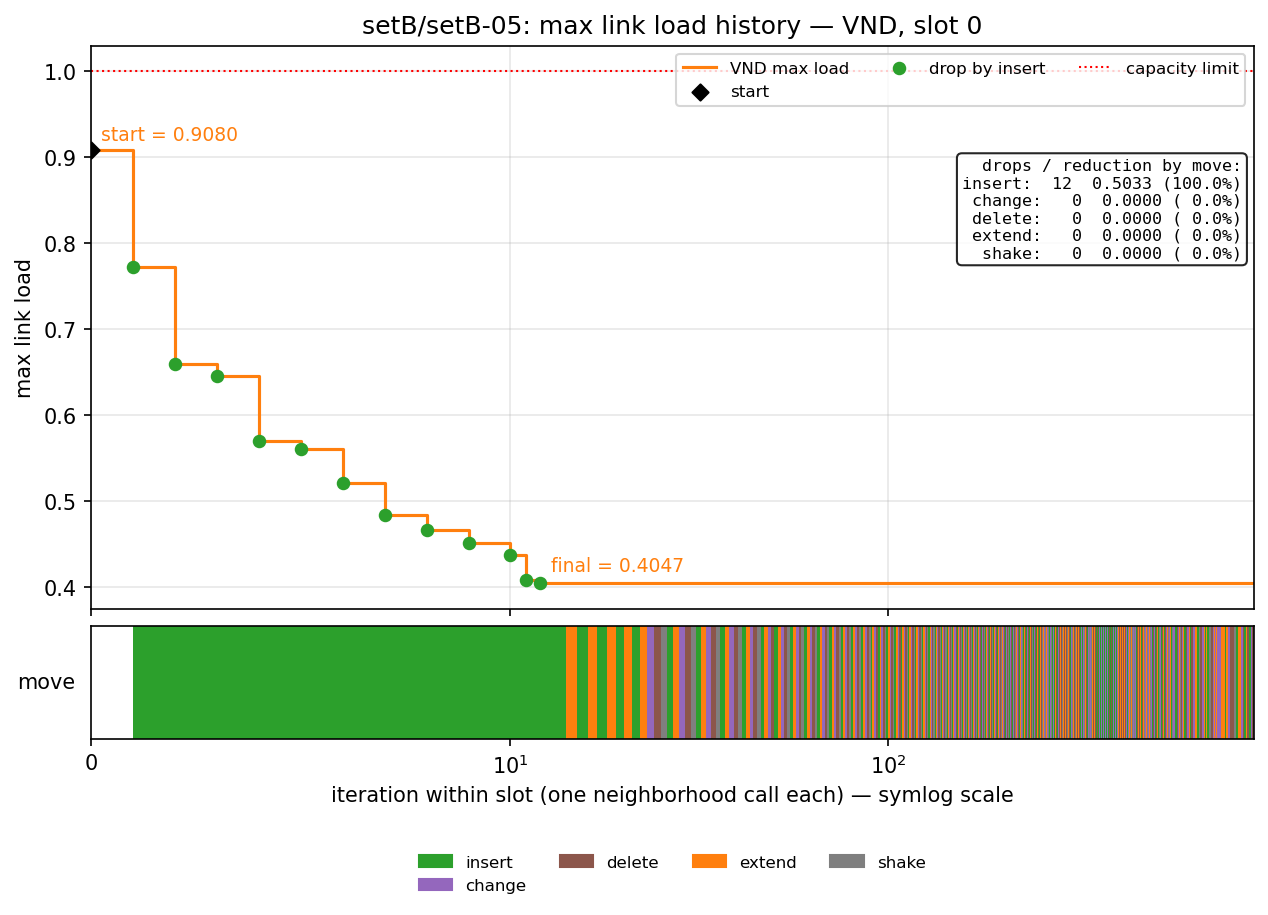 setB/setB-05: max link load history — VND, slot 0
VND max load
drop by insert
capacity limit
start
start = 0.9080
drops / reduction by move:
insert: 12 0.5033 (100.0%)
change: 0 0.0000 ( 0.0%)
delete: 0 0.0000 ( 0.0%)
extend: 0 0.0000 ( 0.0%)
shake: 0 0.0000 ( 0.0%)
final = 0.4047
max link load
1.0
0.9
0.8
0.7
0.6
0.5
0.4
move
0
10¹
10²
iteration within slot (one neighborhood call each) — symlog scale
insert
delete
extend
shake
change